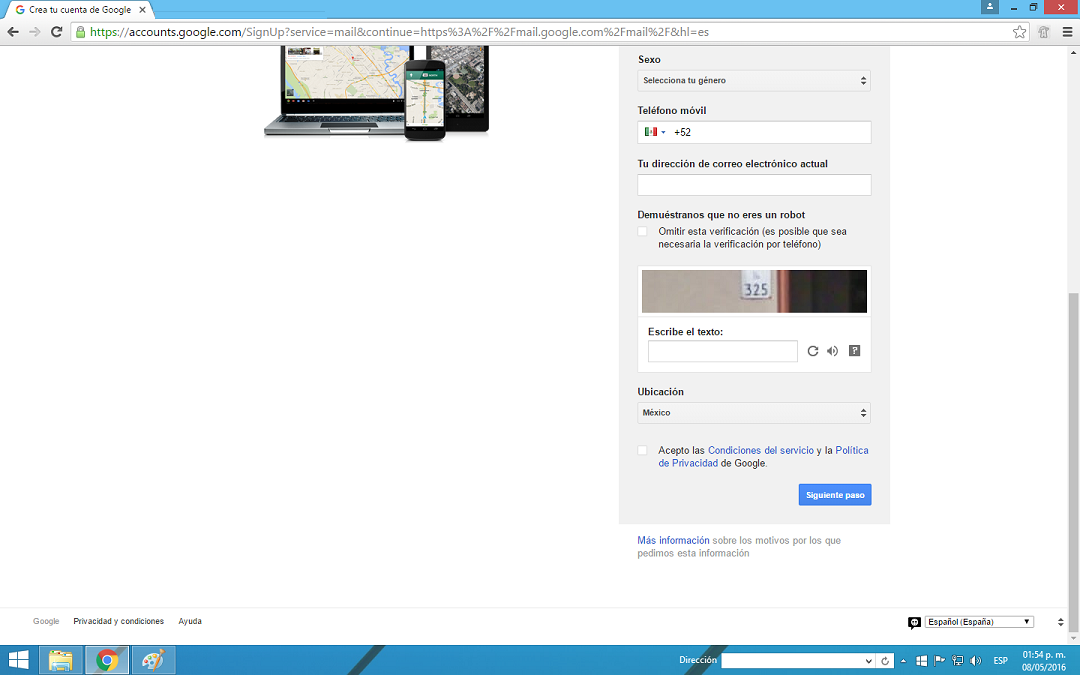 Crea tu cuenta de Google
https://accounts.google.com/SignUp?service=mail&continue=https%3A%2F%2Fmail.google.com%2Fmail%2F&hl=es
Sexo
Selecciona tu género
Teléfono móvil
+52
Tu dirección de correo electrónico actual
Demuéstranos que no eres un robot
Omitir esta verificación (es posible que sea
necesaria la verificación por teléfono)
325
Escribe el texto:
?
Ubicación
México
Acepto las Condiciones del servicio y la Política
de Privacidad de Google.
Siguiente paso
Más información sobre los motivos por los que
pedimos esta información
Google Privacidad y condiciones Ayuda
Español (España)
Dirección
ESP
01:54 p. m.
08/05/2016